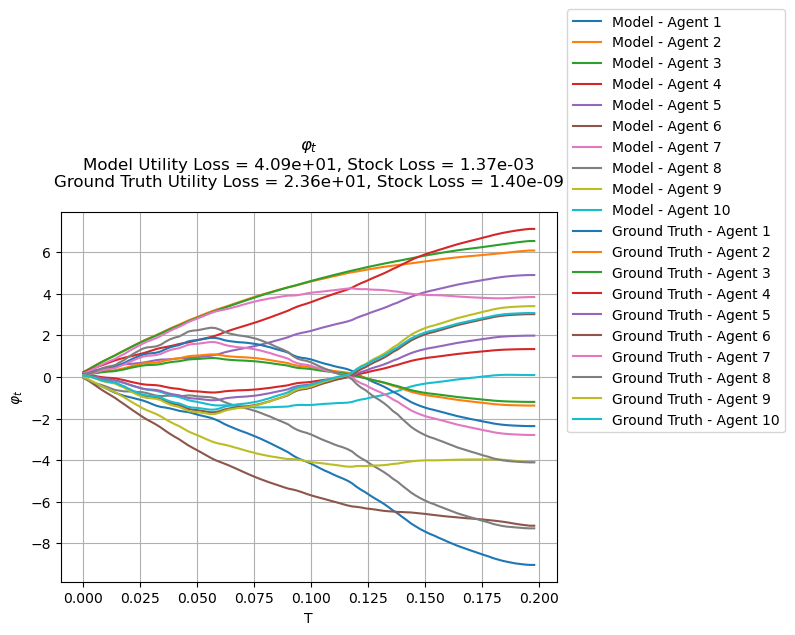 φt
Model Utility Loss = 4.09e+01, Stock Loss = 1.37e-03
Ground Truth Utility Loss = 2.36e+01, Stock Loss = 1.40e-09
Model - Agent 1
Model - Agent 2
Model - Agent 3
Model - Agent 4
Model - Agent 5
Model - Agent 6
Model - Agent 7
Model - Agent 8
Model - Agent 9
Model - Agent 10
Ground Truth - Agent 1
Ground Truth - Agent 2
Ground Truth - Agent 3
Ground Truth - Agent 4
Ground Truth - Agent 5
Ground Truth - Agent 6
Ground Truth - Agent 7
Ground Truth - Agent 8
Ground Truth - Agent 9
Ground Truth - Agent 10
φt
6
4
2
0
−2
−4
−6
−8
0.000 0.025 0.050 0.075 0.100 0.125 0.150 0.175 0.200
T